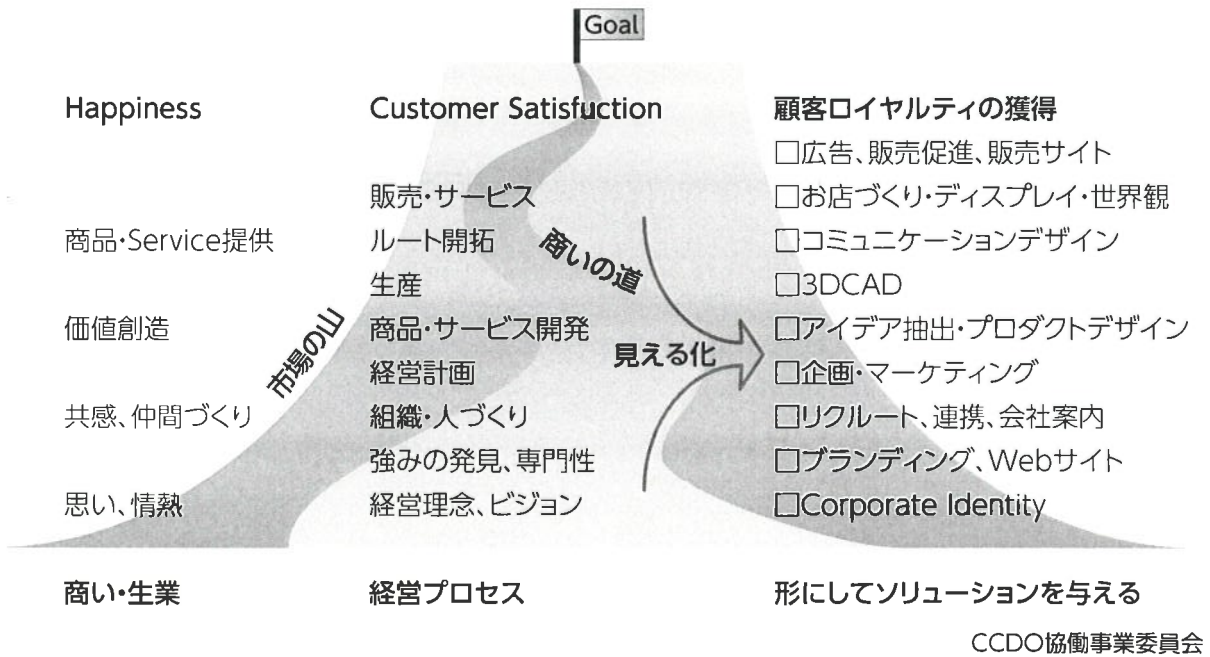 Goal
Happiness
Customer Satisfuction
顧客ロイヤルティの獲得
□広告、販売促進、販売サイト
販売・サービス
□お店づくり・ディスプレイ・世界観
商品・Service提供
ルート開拓
商いの道
□コミュニケーションデザイン
生産
□3DCAD
価値創造
市場の山
商品・サービス開発
見える化
□アイデア抽出・プロダクトデザイン
経営計画
□企画・マーケティング
共感、仲間づくり
組織・人づくり
□リクルート、連携、会社案内
強みの発見、専門性
□ブランディング、Webサイト
思い、情熱
経営理念、ビジョン
□Corporate Identity
商い・生業
経営プロセス
形にしてソリューションを与える
CCDO協働事業委員会